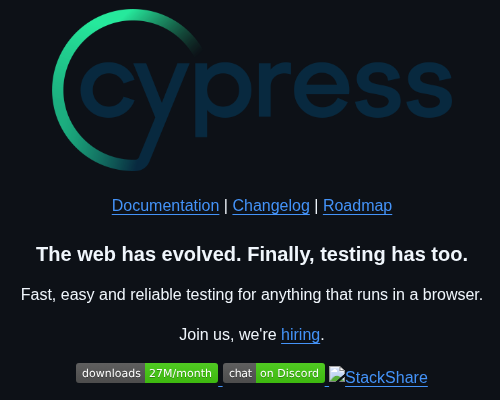 cypress
Documentation | Changelog | Roadmap
The web has evolved. Finally, testing has too.
Fast, easy and reliable testing for anything that runs in a browser.
Join us, we're hiring.
downloads 27M/month chat on Discord StackShare